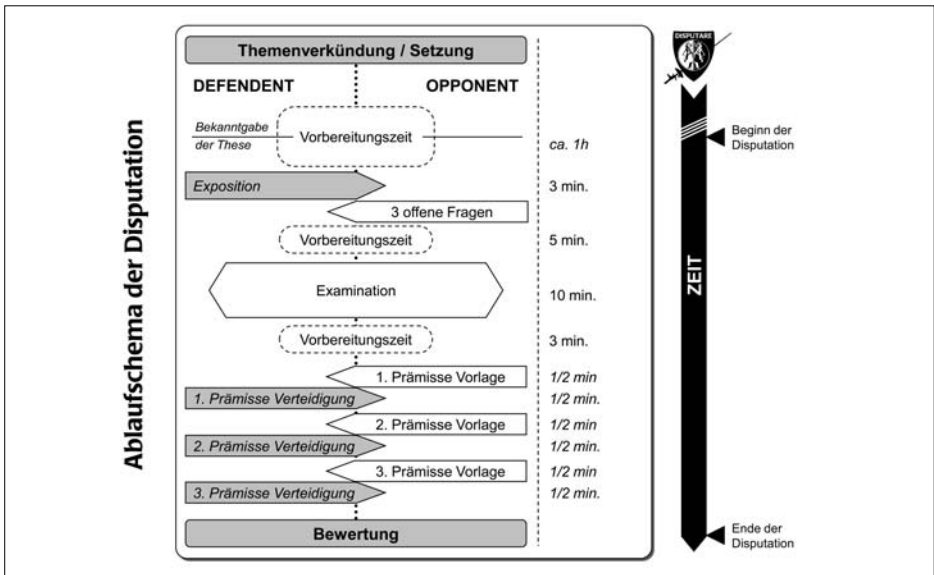 Ablaufschema der Disputation
Themenverkündung / Setzung
DEFENDENT
OPPONENT
Bekanntgabe
der These
Vorbereitungszeit
ca. 1h
Exposition
3 min.
3 offene Fragen
Vorbereitungszeit
5 min.
Examination
10 min.
Vorbereitungszeit
3 min.
1. Prämisse Vorlage
1/2 min
1. Prämisse Verteidigung
1/2 min.
2. Prämisse Vorlage
1/2 min
2. Prämisse Verteidigung
1/2 min.
3. Prämisse Vorlage
1/2 min
3. Prämisse Verteidigung
1/2 min.
Bewertung
DISPUTARE
Beginn der
Disputation
ZEIT
Ende der
Disputation